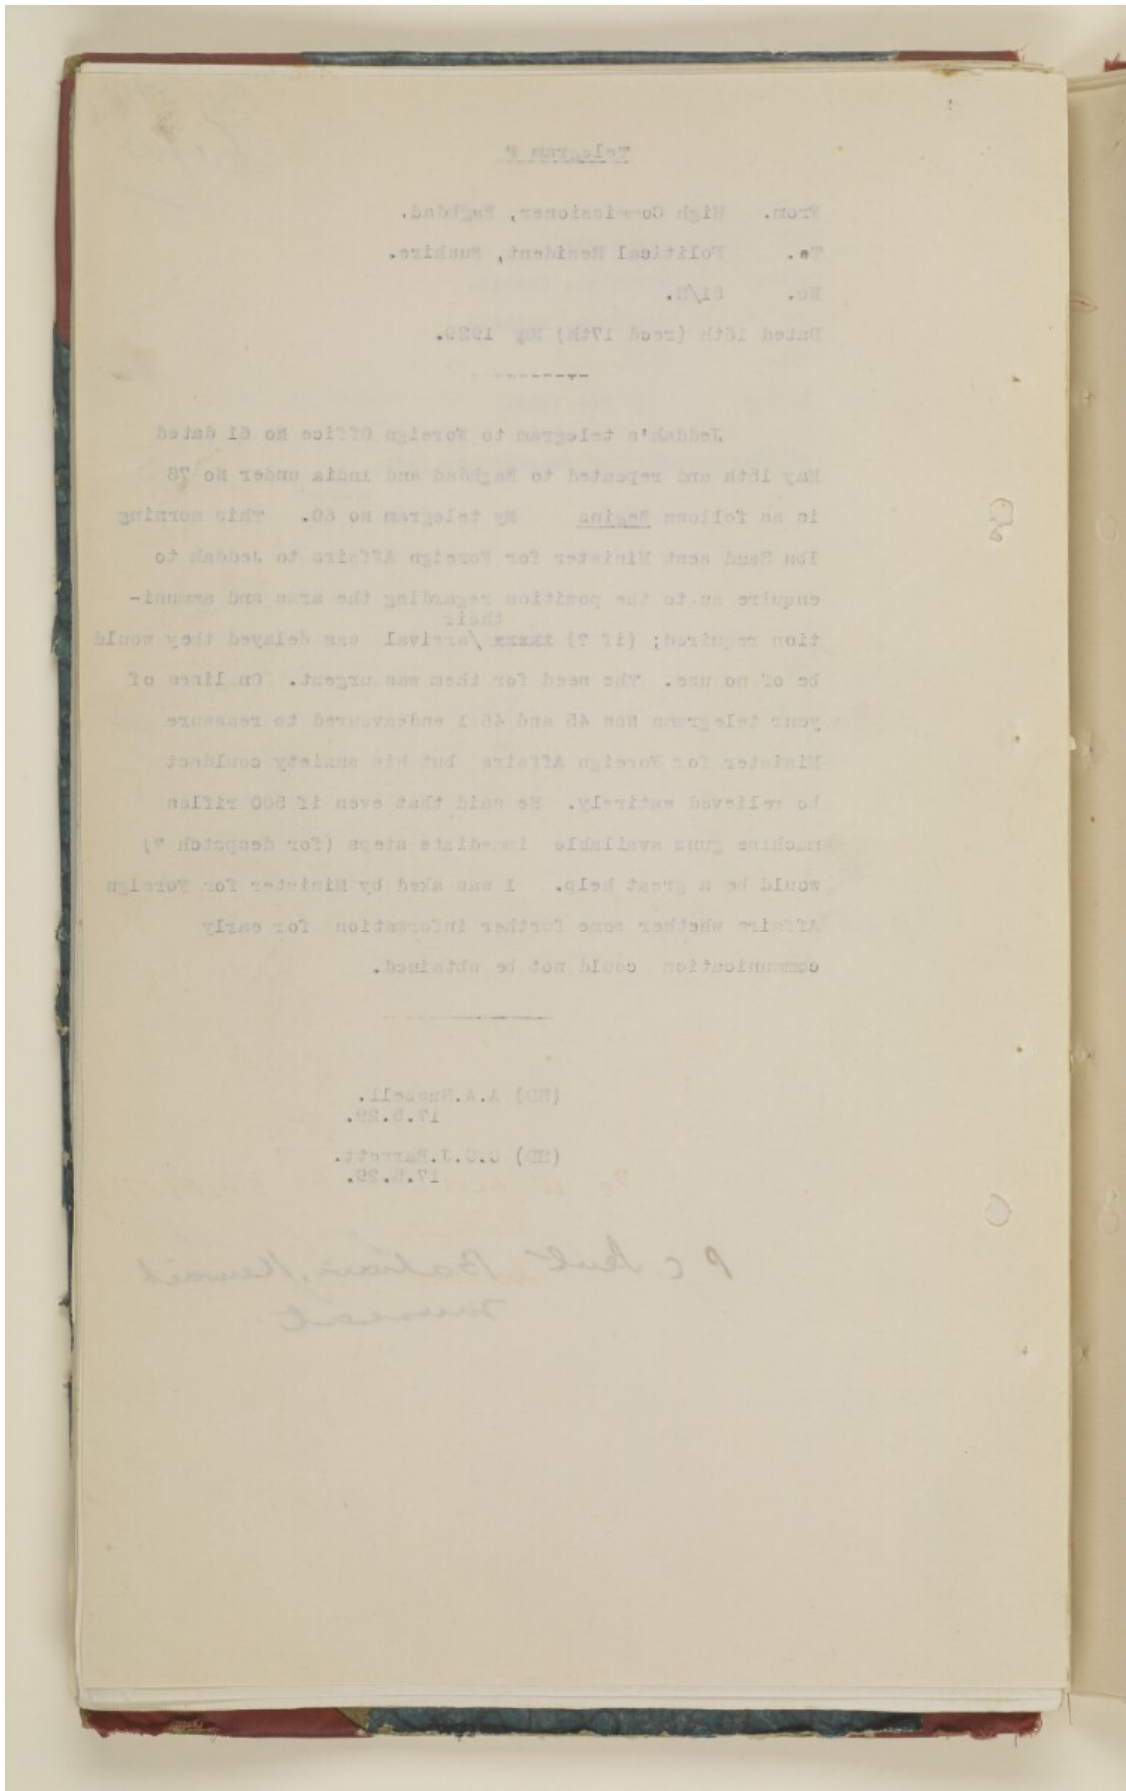 Telegram P
From. High Commissioner, Baghdad.
To. Political Resident, Bushire.
No. 81/S.
Dated 16th (recd 17th) May 1929.
Jeddah's telegram to Foreign Office No 61 dated
May 16th and repeated to Baghdad and India under No 78
is as follows Begins My telegram No 60. This morning
Ibn Saud sent Minister for Foreign Affairs to Jeddah to
enquire as to the position regarding the arms and ammuni-
their
tion required; (if ?) /arrival was delayed they would
be of no use. The need for them was urgent. On lines of
your telegrams Nos 45 and 46 I endeavoured to reassure
Minister for Foreign Affairs but his anxiety couldnot
be relieved entirely. He said that even if 500 rifles
machine guns available immediate steps (for despatch ?)
would be a great help. I was aked by Minister for Foreign
Affairs whether some further information for early
communication could not be obtained.
(SD) A.A.Russell.
17.5.29.
(SD) C.C.J.Barrett.
17.5.29.
P C Bahrain, Kuwait
Muscat.